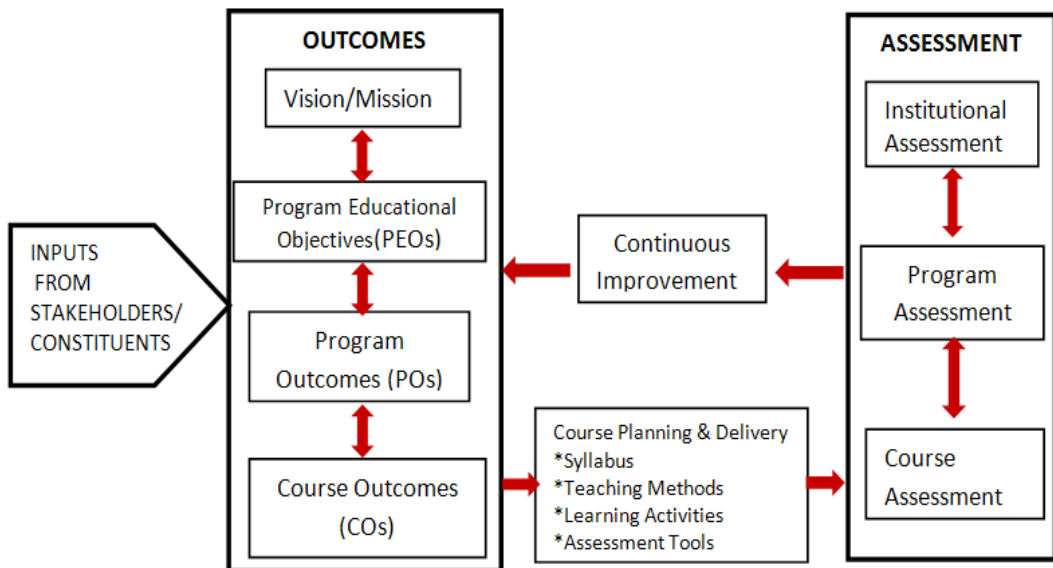 INPUTS
FROM
STAKEHOLDERS/
CONSTITUENTS
OUTCOMES
Vision/Mission
Program Educational
Objectives(PEOs)
Program
Outcomes (POs)
Course Outcomes
(COs)
Continuous
Improvement
Course Planning & Delivery
*Syllabus
*Teaching Methods
*Learning Activities
*Assessment Tools
ASSESSMENT
Institutional
Assessment
Program
Assessment
Course
Assessment